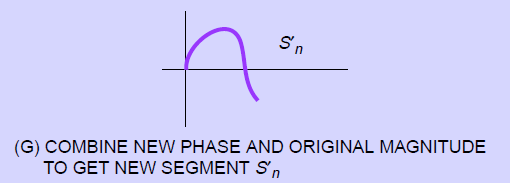 S'n
(G) COMBINE NEW PHASE AND ORIGINAL MAGNITUDE
TO GET NEW SEGMENT S'n